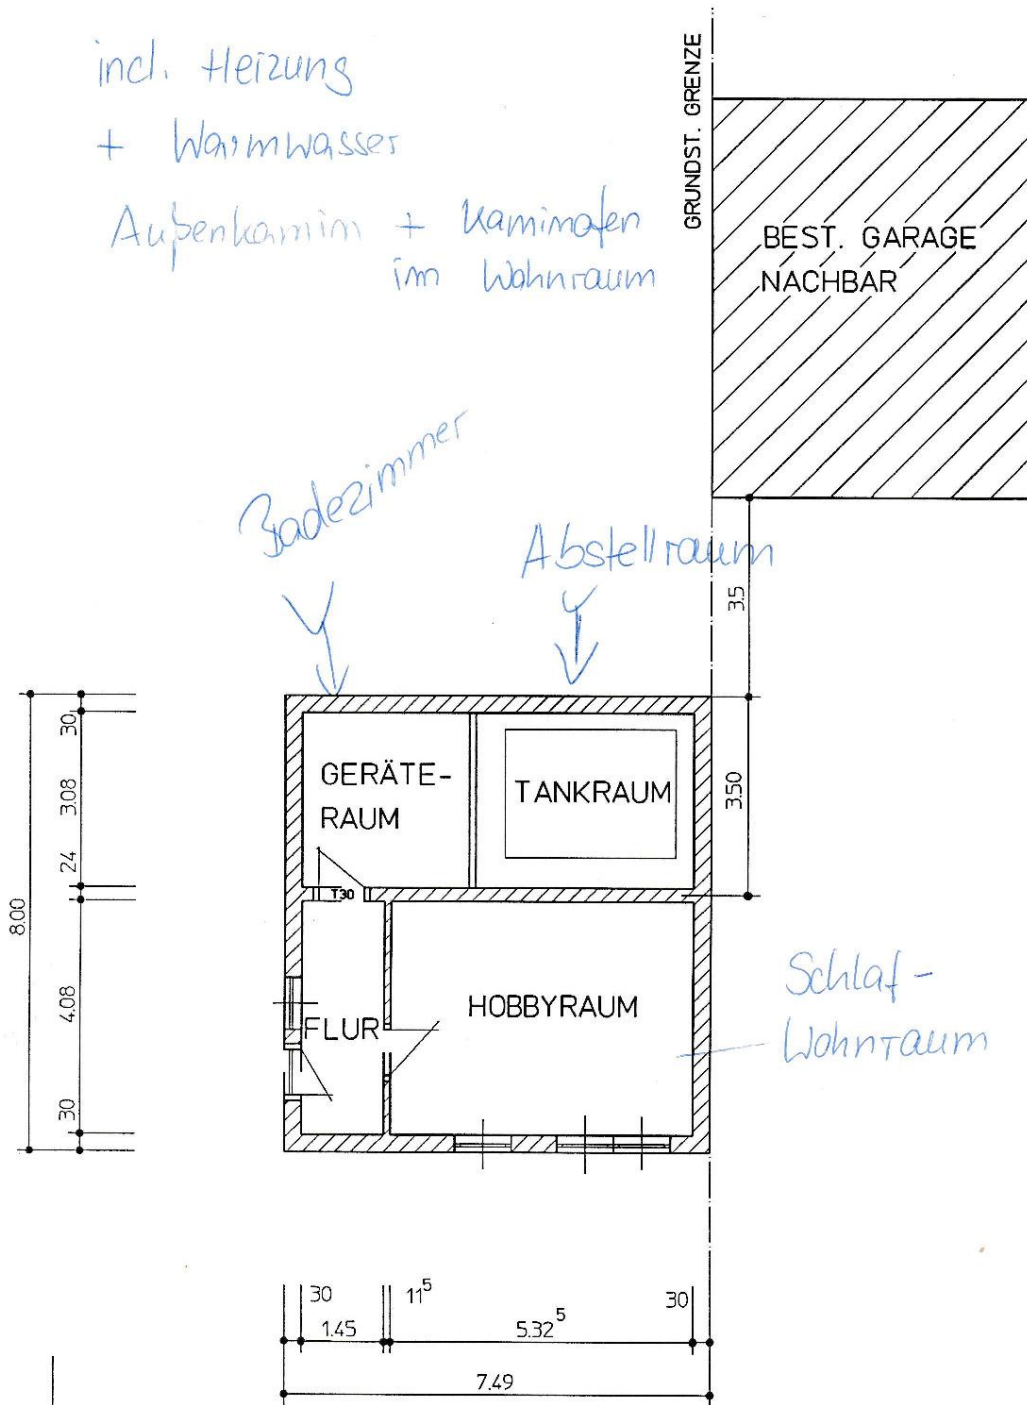 incl. Heizung
+ Warmwasser
Außenkamin + Kaminofen
im Wohnraum
GRUNDST. GRENZE
BEST. GARAGE
NACHBAR
Badezimmer
Abstellraum
3.5
30
3.08
24
4.08
30
8.00
GERÄTE-
RAUM
TANKRAUM
3.50
T30
FLUR
HOBBYRAUM
Schlaf-
Wohnraum
30
11⁵
30
1.45
5.32⁵
7.49